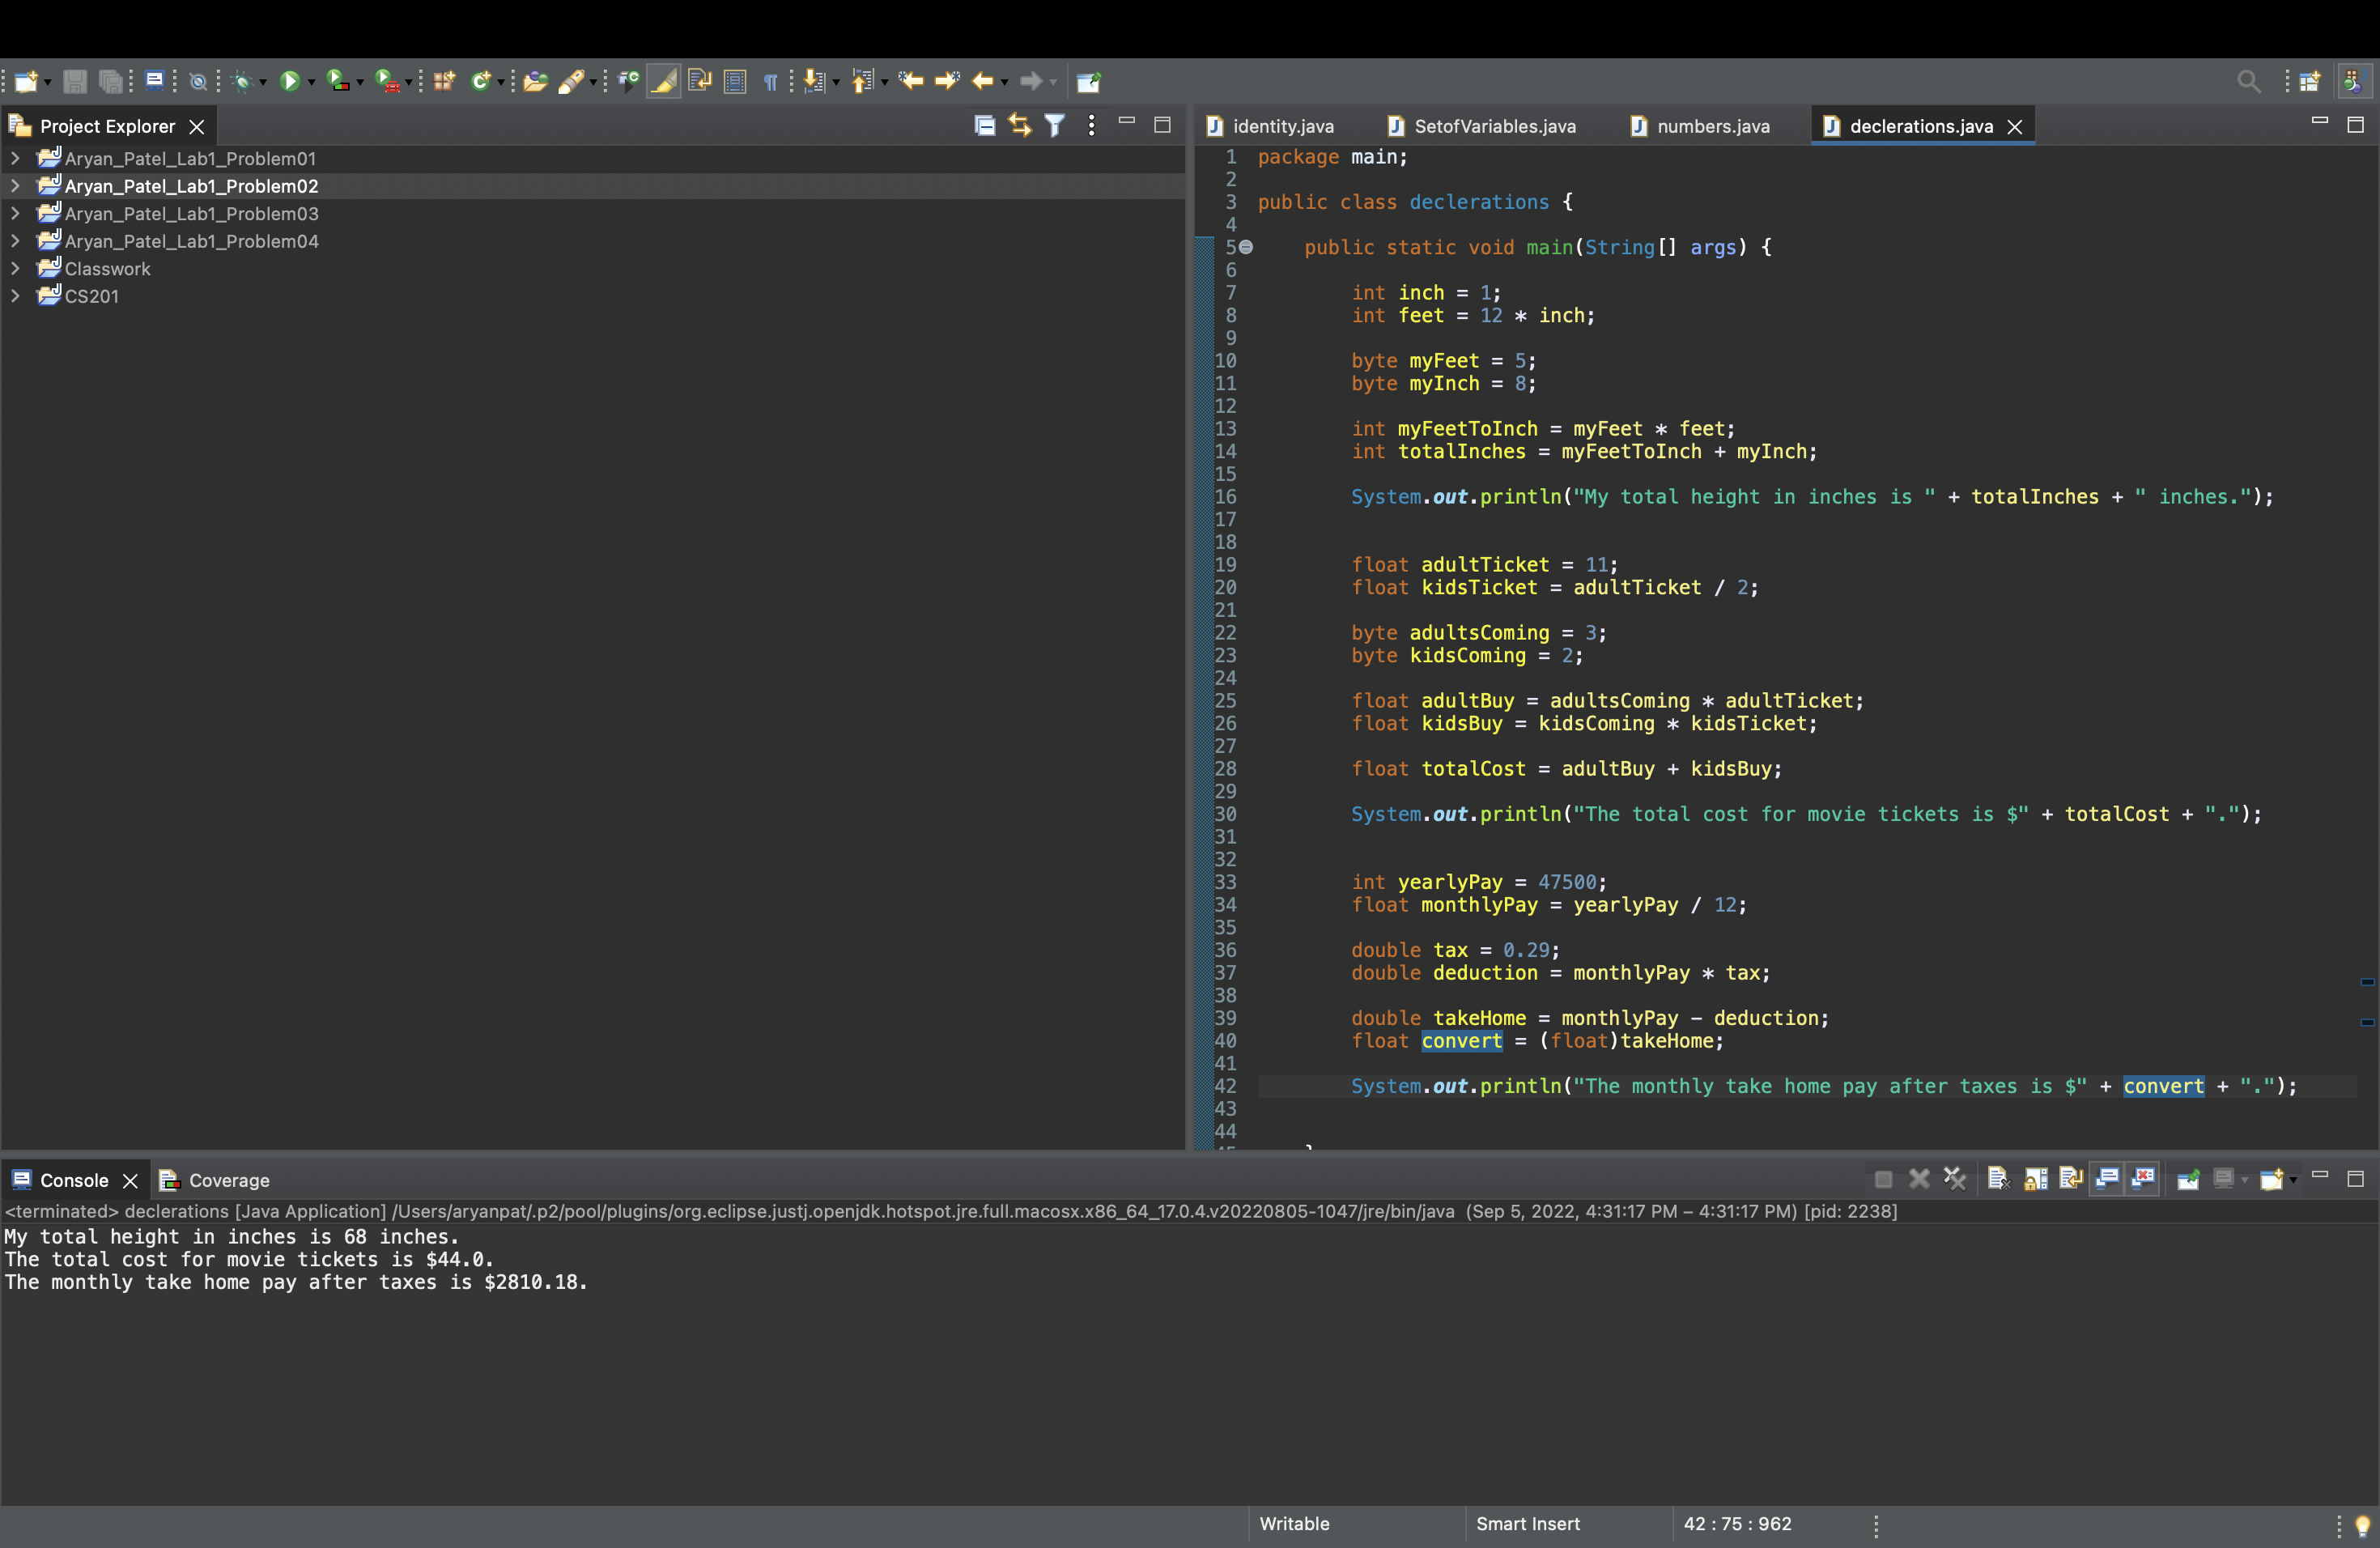 Project Explorer
Aryan_Patel_Lab1_Problem01
Aryan_Patel_Lab1_Problem02
Aryan_Patel_Lab1_Problem03
Aryan_Patel_Lab1_Problem04
Classwork
CS201
identity.java SetofVariables.java numbers.java declerations.java
1 package main;
2
3 public class declerations {
4
5 public static void main(String[] args) {
6
7 int inch = 1;
8 int feet = 12 * inch;
9
10 byte myFeet = 5;
11 byte myInch = 8;
12
13 int myFeetToInch = myFeet * feet;
14 int totalInches = myFeetToInch + myInch;
15
16 System.out.println("My total height in inches is " + totalInches + " inches.");
17
18
19 float adultTicket = 11;
20 float kidsTicket = adultTicket / 2;
21
22 byte adultsComing = 3;
23 byte kidsComing = 2;
24
25 float adultBuy = adultsComing * adultTicket;
26 float kidsBuy = kidsComing * kidsTicket;
27
28 float totalCost = adultBuy + kidsBuy;
29
30 System.out.println("The total cost for movie tickets is $" + totalCost + ".");
31
32
33 int yearlyPay = 47500;
34 float monthlyPay = yearlyPay / 12;
35
36 double tax = 0.29;
37 double deduction = monthlyPay * tax;
38
39 double takeHome = monthlyPay - deduction;
40 float convert = (float)takeHome;
41
42 System.out.println("The monthly take home pay after taxes is $" + convert + ".");
43
44
Console Coverage
<terminated> declerations [Java Application] /Users/aryanpat/.p2/pool/plugins/org.eclipse.justj.openjdk.hotspot.jre.full.macosx.x86_64_17.0.4.v20220805-1047/jre/bin/java (Sep 5, 2022, 4:31:17 PM – 4:31:17 PM) [pid: 2238]
My total height in inches is 68 inches.
The total cost for movie tickets is $44.0.
The monthly take home pay after taxes is $2810.18.
Writable Smart Insert 42 : 75 : 962